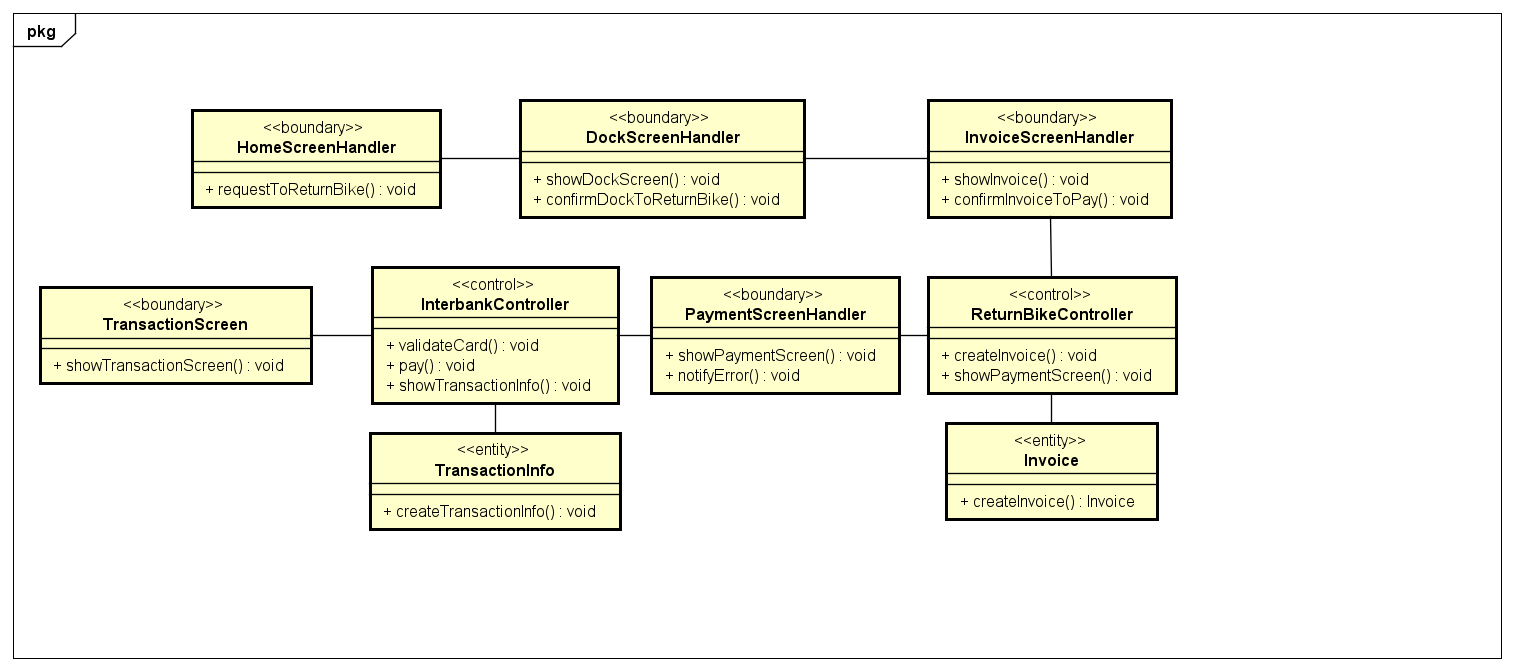 pkg
<<boundary>>
HomeScreenHandler
+ requestToReturnBike() : void
<<boundary>>
DockScreenHandler
+ showDockScreen() : void
+ confirmDockToReturnBike() : void
<<boundary>>
InvoiceScreenHandler
+ showInvoice() : void
+ confirmInvoiceToPay() : void
<<boundary>>
TransactionScreen
+ showTransactionScreen() : void
<<control>>
InterbankController
+ validateCard() : void
+ pay() : void
+ showTransactionInfo() : void
<<boundary>>
PaymentScreenHandler
+ showPaymentScreen() : void
+ notifyError() : void
<<control>>
ReturnBikeController
+ createInvoice() : void
+ showPaymentScreen() : void
<<entity>>
TransactionInfo
+ createTransactionInfo() : void
<<entity>>
Invoice
+ createInvoice() : Invoice